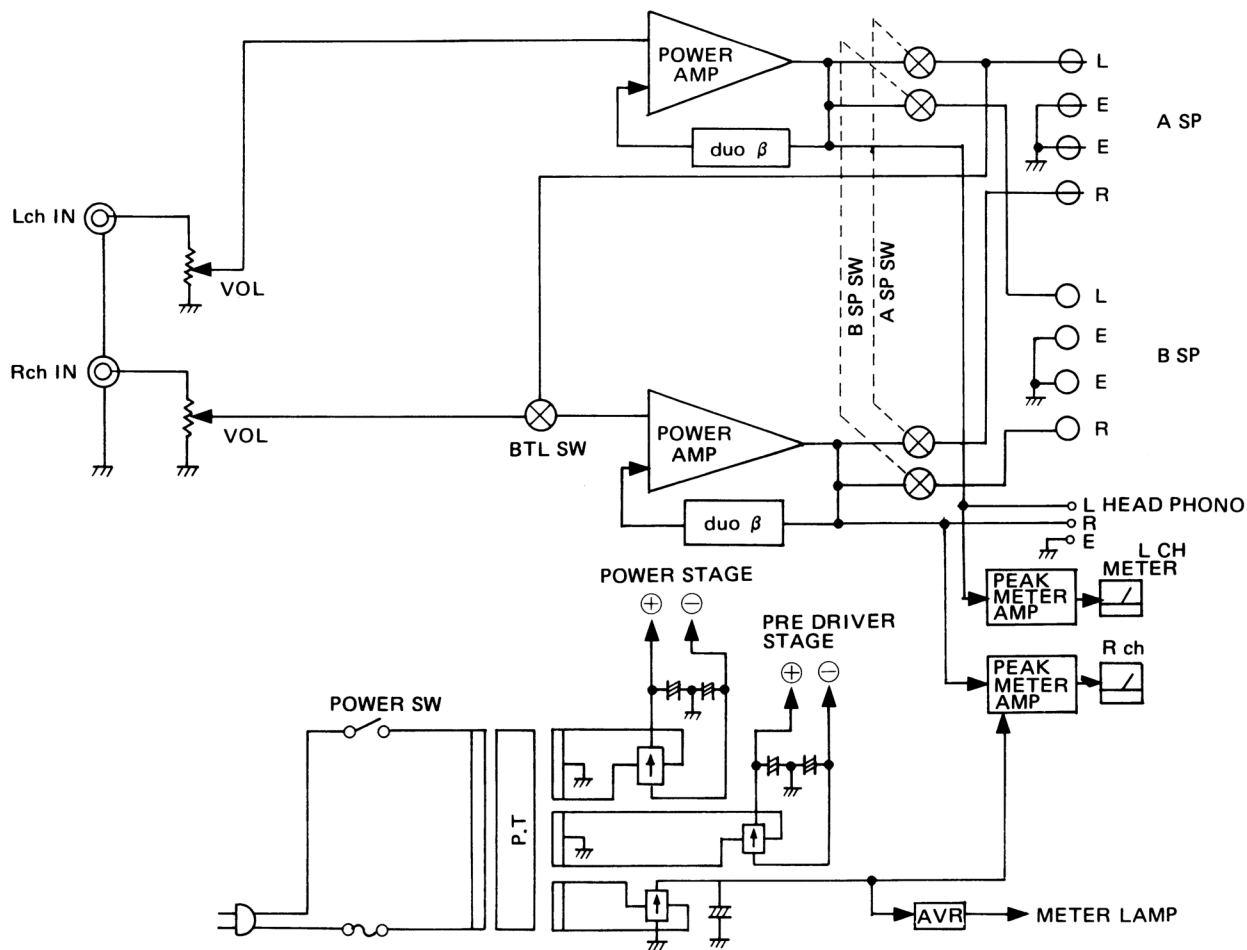 POWER
AMP
L
E
A SP
E
duo β
R
Lch IN
VOL
B SP SW
A SP SW
L
E
B SP
E
R
Rch IN
VOL
BTL SW
POWER
AMP
duo β
L HEAD PHONO
R
E
L CH
METER
PEAK
METER
AMP
POWER STAGE
+ −
PRE DRIVER
STAGE
+ −
R ch
PEAK
METER
AMP
POWER SW
P.T
AVR
METER LAMP